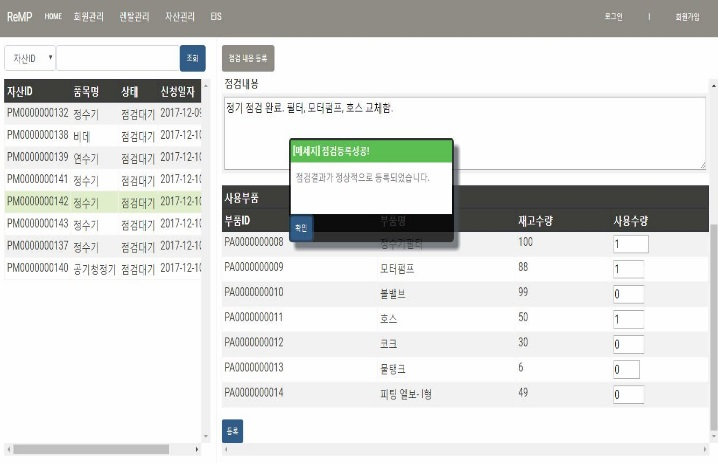 ReMP HOME 회원관리 렌탈관리 자산관리 EIS 로그인 | 회원가입
자산ID 조회
자산ID 품목명 상태 신청일자
PM0000000132 정수기 점검대기 2017-12-09
PM0000000138 비데 점검대기 2017-12-10
PM0000000139 연수기 점검대기 2017-12-10
PM0000000141 정수기 점검대기 2017-12-10
PM0000000142 정수기 점검대기 2017-12-10
PM0000000143 정수기 점검대기 2017-12-10
PM0000000137 정수기 점검대기 2017-12-10
PM0000000140 공기청정기 점검대기 2017-12-10
점검 내용 등록
점검내용
정기 점검 완료. 필터, 모터펌프, 호스 교체함.
[메세지] 점검등록성공!
점검결과가 정상적으로 등록되었습니다.
확인
사용부품
부품ID 부품명 재고수량 사용수량
PA0000000008 정수기필터 100 1
PA0000000009 모터펌프 88 1
PA0000000010 볼밸브 99 0
PA0000000011 호스 50 1
PA0000000012 코크 30 0
PA0000000013 물탱크 6 0
PA0000000014 피팅 엘보-I형 49 0
등록